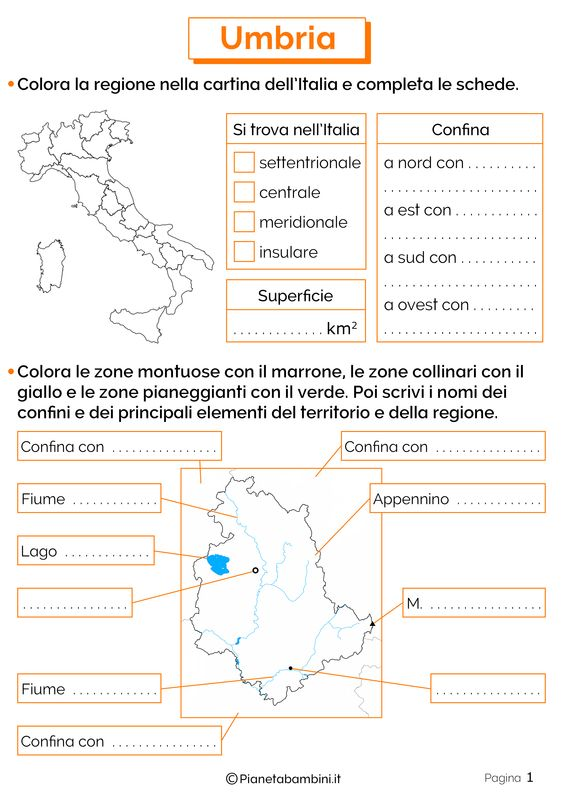 Umbria
• Colora la regione nella cartina dell'Italia e completa le schede.
Si trova nell'Italia
settentrionale
centrale
meridionale
insulare
Superficie
. . . . . . . . . . . . . km²
Confina
a nord con . . . . . . . . . .
. . . . . . . . . . . . . . . . . . . . . .
a est con . . . . . . . . . . . .
. . . . . . . . . . . . . . . . . . . . . .
a sud con . . . . . . . . . . .
. . . . . . . . . . . . . . . . . . . . . .
a ovest con . . . . . . . . .
. . . . . . . . . . . . . . . . . . . . . .
• Colora le zone montuose con il marrone, le zone collinari con il
giallo e le zone pianeggianti con il verde. Poi scrivi i nomi dei
confini e dei principali elementi del territorio e della regione.
Confina con . . . . . . . . . . . . . . . .
Confina con . . . . . . . . . . . . . . . .
Fiume . . . . . . . . . . . . .
Appennino . . . . . . . . . . . . .
Lago . . . . . . . . . . . . .
. . . . . . . . . . . . . . . .
M. . . . . . . . . . . . . . . . . . .
Fiume . . . . . . . . . . . . .
. . . . . . . . . . . . . . . .
Confina con . . . . . . . . . . . . . . . .
©Pianetabambini.it
Pagina 1